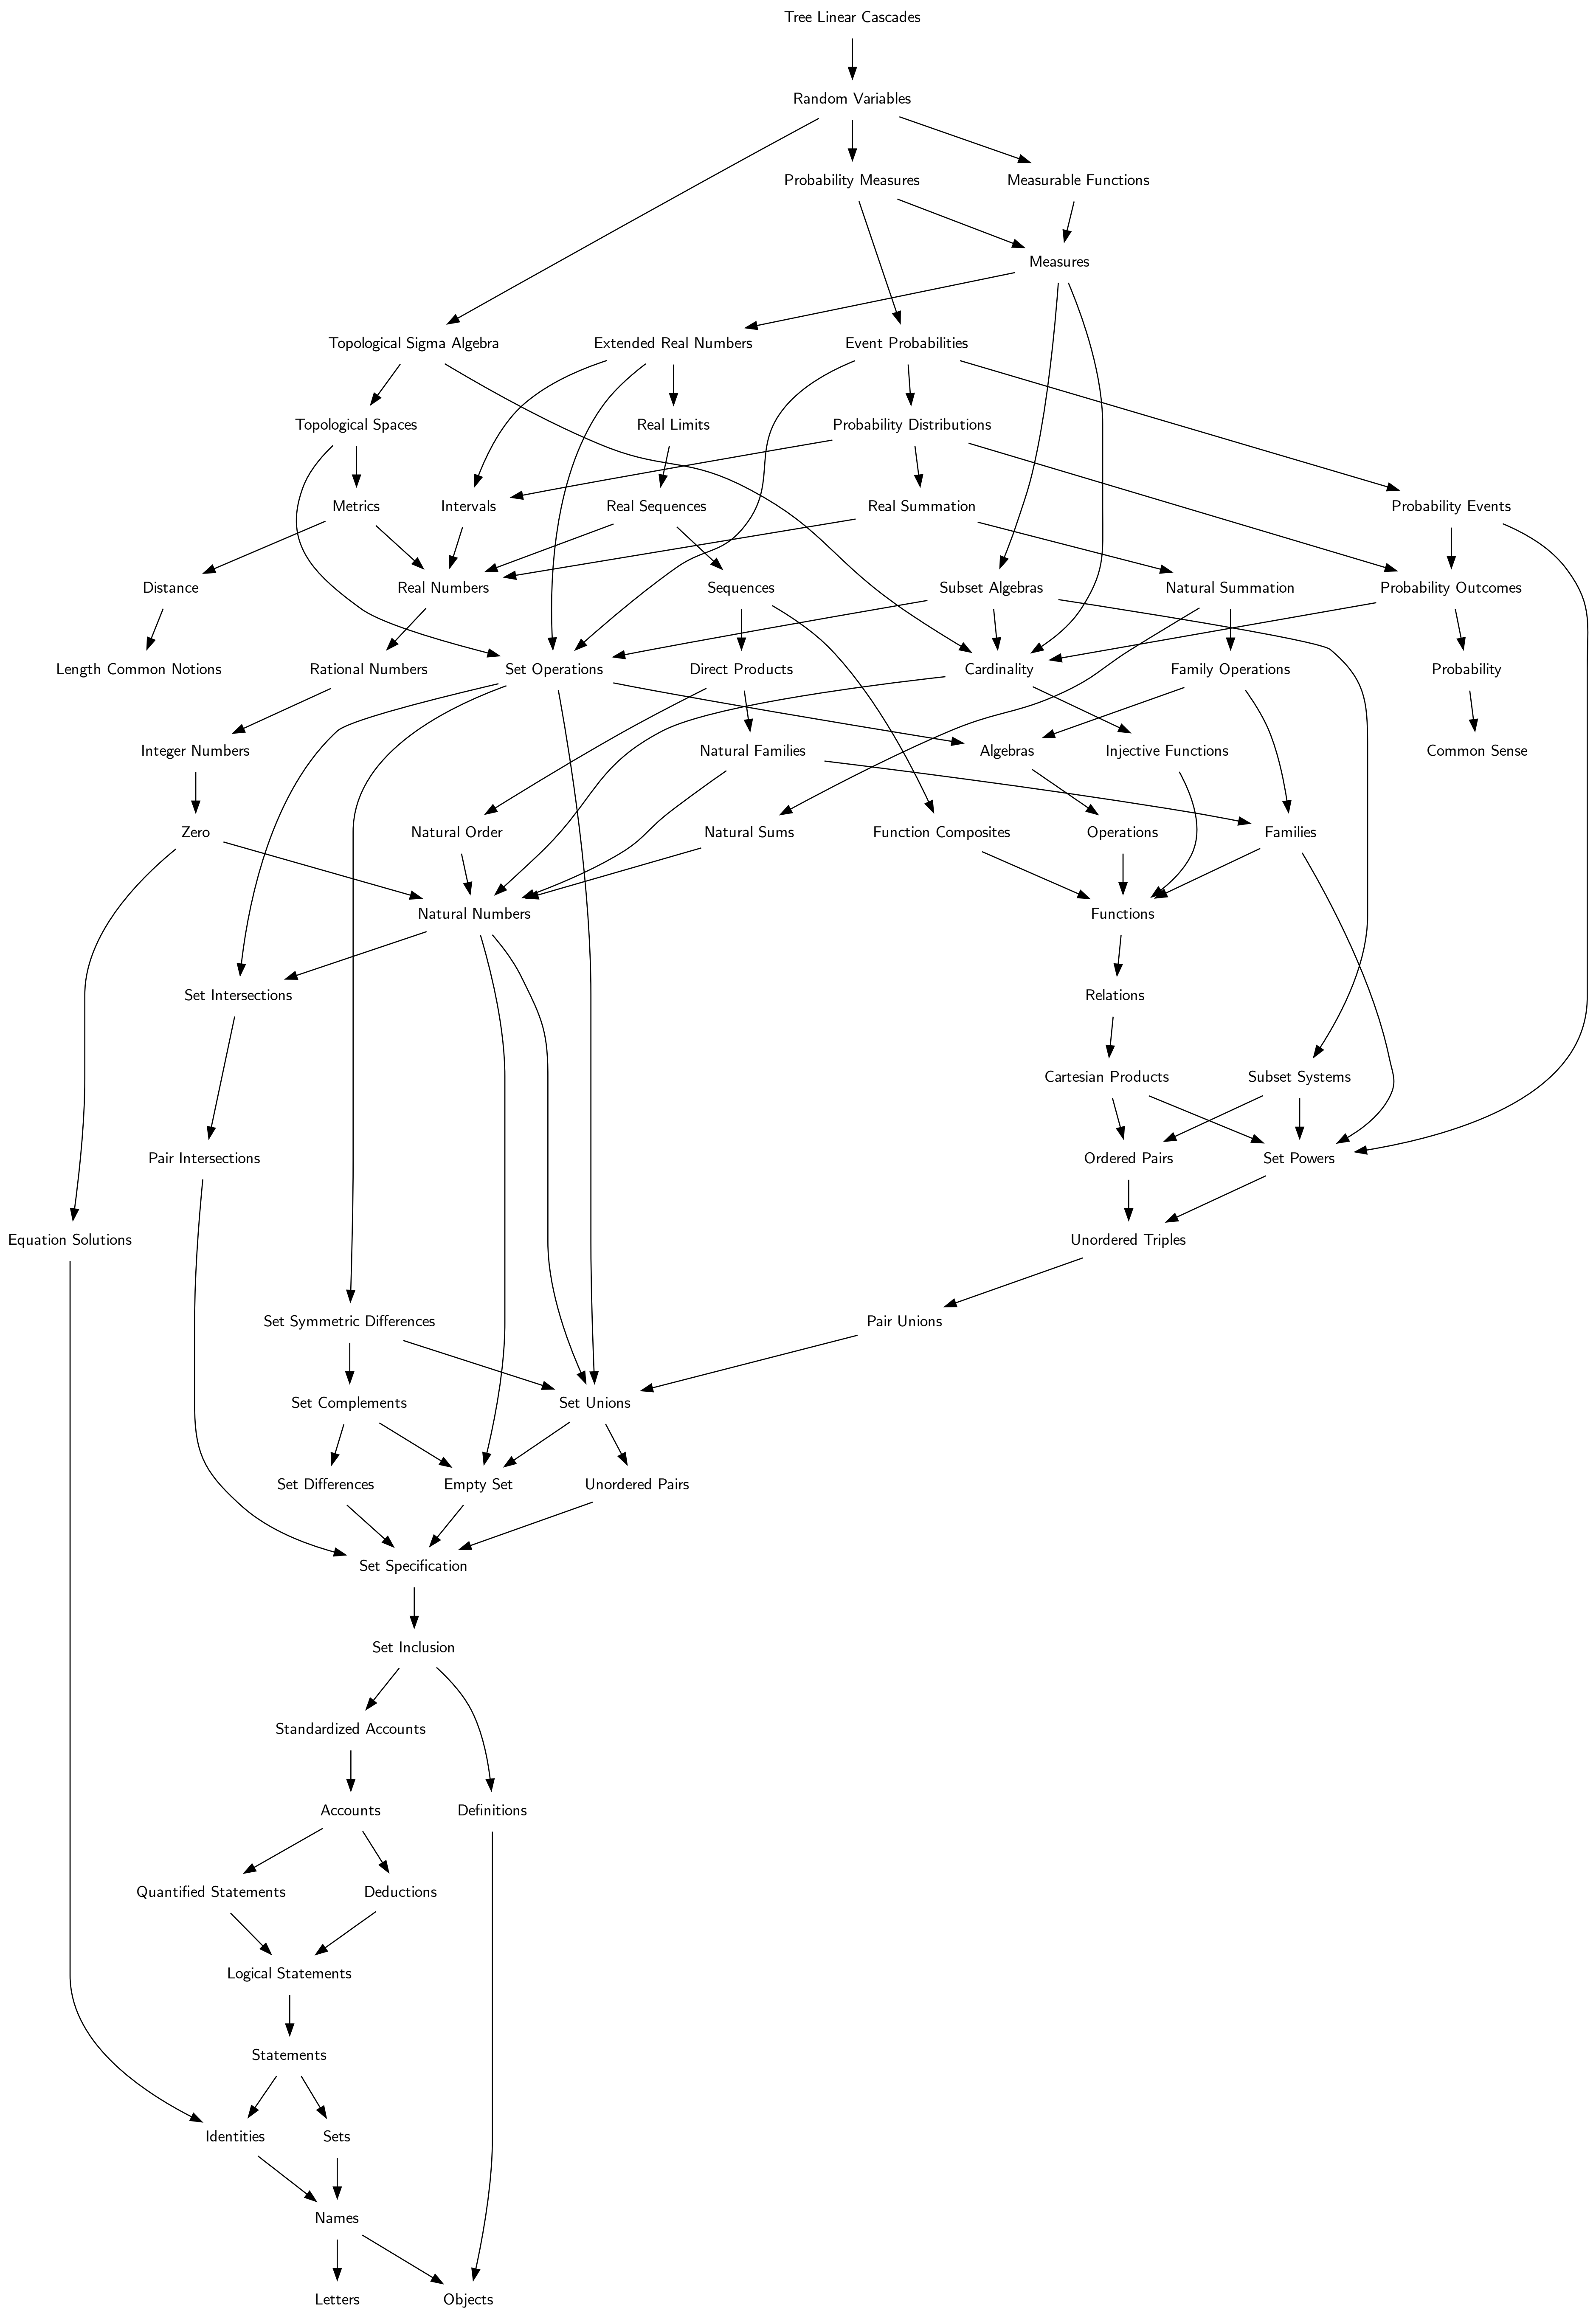 Tree Linear Cascades
Random Variables
Probability Measures
Measurable Functions
Measures
Topological Sigma Algebra
Extended Real Numbers
Event Probabilities
Topological Spaces
Real Limits
Probability Distributions
Metrics
Intervals
Real Sequences
Real Summation
Probability Events
Distance
Real Numbers
Sequences
Subset Algebras
Natural Summation
Probability Outcomes
Length Common Notions
Rational Numbers
Set Operations
Direct Products
Cardinality
Family Operations
Probability
Integer Numbers
Natural Families
Algebras
Injective Functions
Common Sense
Zero
Natural Order
Natural Sums
Function Composites
Operations
Families
Natural Numbers
Functions
Set Intersections
Relations
Cartesian Products
Subset Systems
Pair Intersections
Ordered Pairs
Set Powers
Equation Solutions
Unordered Triples
Set Symmetric Differences
Pair Unions
Set Complements
Set Unions
Set Differences
Empty Set
Unordered Pairs
Set Specification
Set Inclusion
Standardized Accounts
Accounts
Definitions
Quantified Statements
Deductions
Logical Statements
Statements
Identities
Sets
Names
Letters
Objects